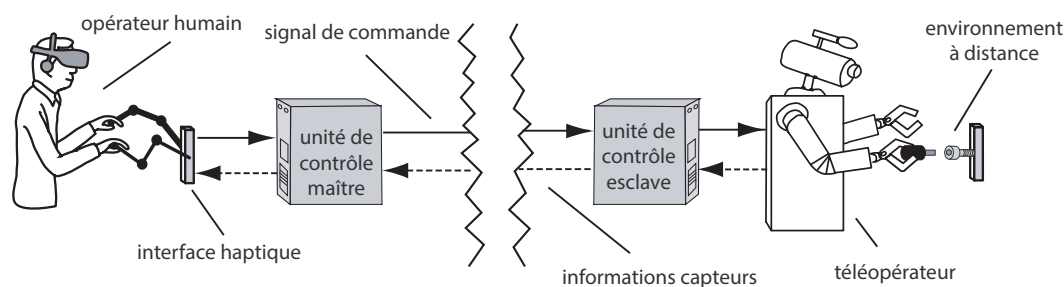 opérateur humain
signal de commande
environnement
à distance
unité de
contrôle
maître
unité de
contrôle
esclave
interface haptique
informations capteurs
téléopérateur